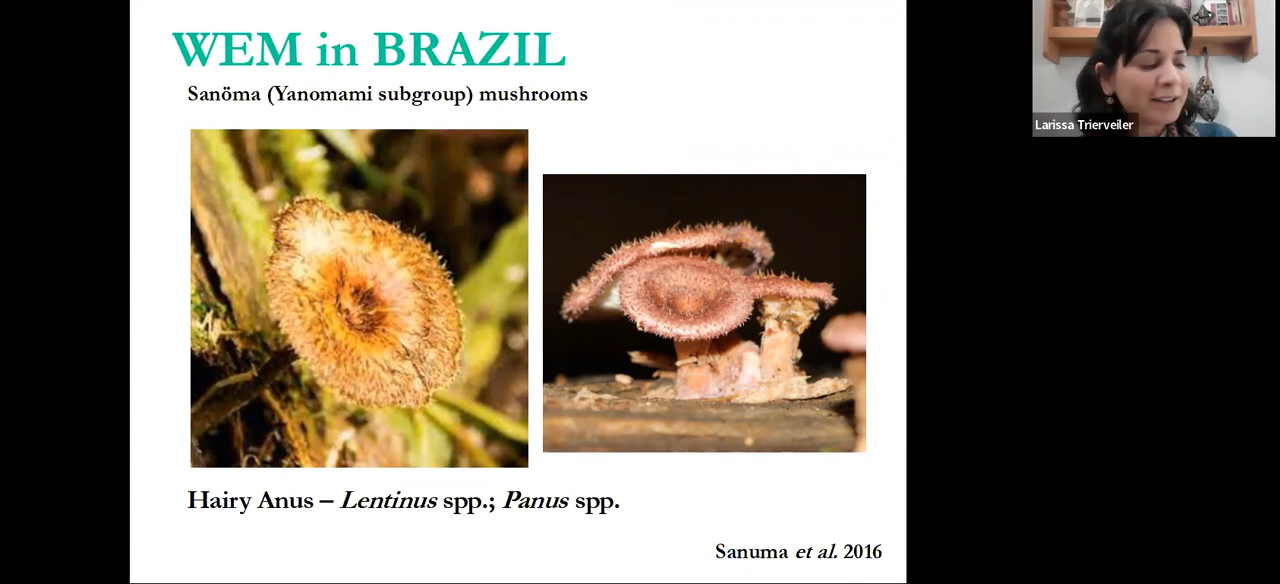 WEM in BRAZIL
Sanöma (Yanomami subgroup) mushrooms
Larissa Trierveiler
Hairy Anus – Lentinus spp.; Panus spp.
Sanuma et al. 2016